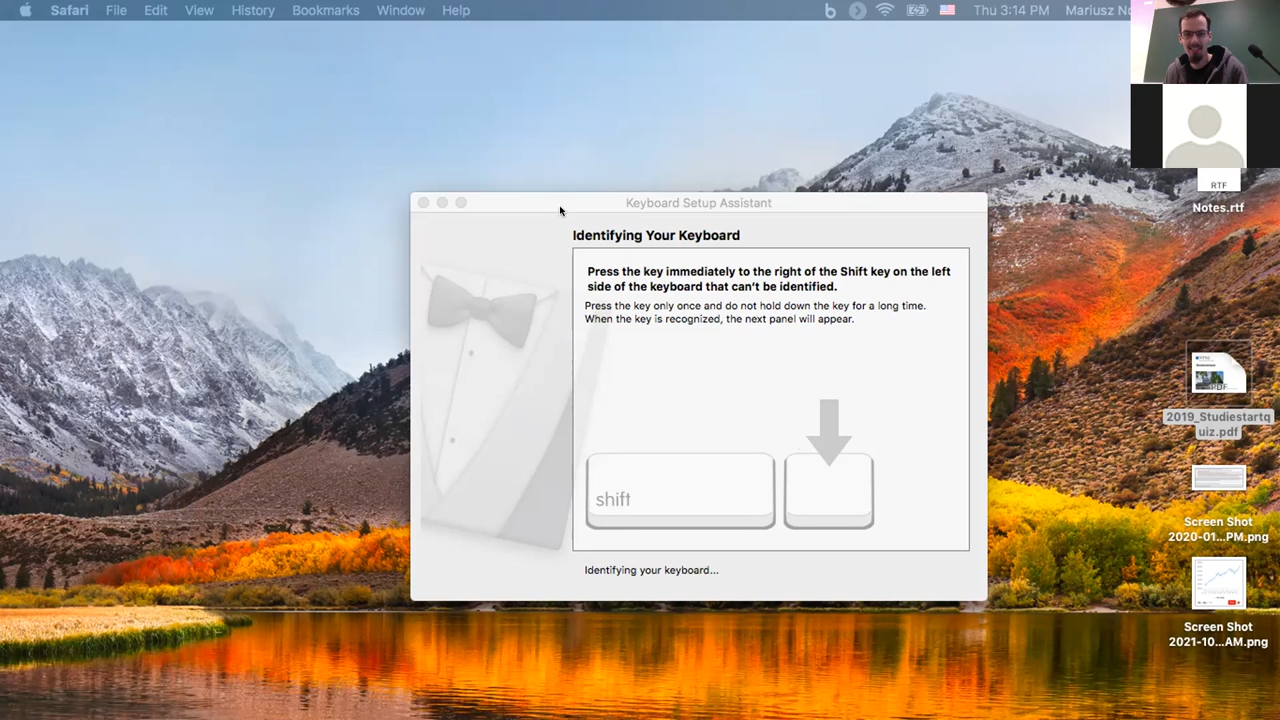 Safari File Edit View History Bookmarks Window Help Thu 3:14 PM Mariusz No
Keyboard Setup Assistant
Identifying Your Keyboard
Press the key immediately to the right of the Shift key on the left
side of the keyboard that can't be identified.
Press the key only once and do not hold down the key for a long time.
When the key is recognized, the next panel will appear.
shift
Identifying your keyboard...
RTF
Notes.rtf
PDF
2019_Studiestartq
uiz.pdf
Screen Shot
2020-01...PM.png
Screen Shot
2021-10...AM.png